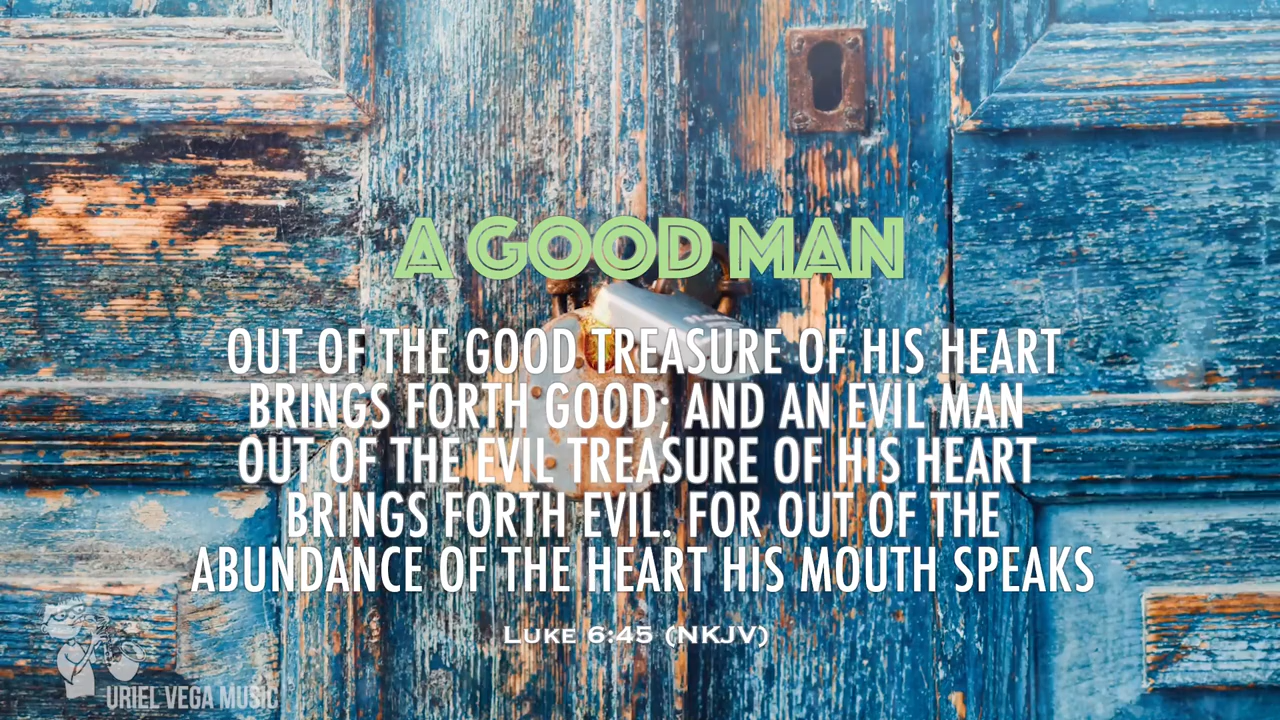 A GOOD MAN
OUT OF THE GOOD TREASURE OF HIS HEART
BRINGS FORTH GOOD; AND AN EVIL MAN
OUT OF THE EVIL TREASURE OF HIS HEART
BRINGS FORTH EVIL. FOR OUT OF THE
ABUNDANCE OF THE HEART HIS MOUTH SPEAKS
LUKE 6:45 (NKJV)
URIEL VEGA MUSIC